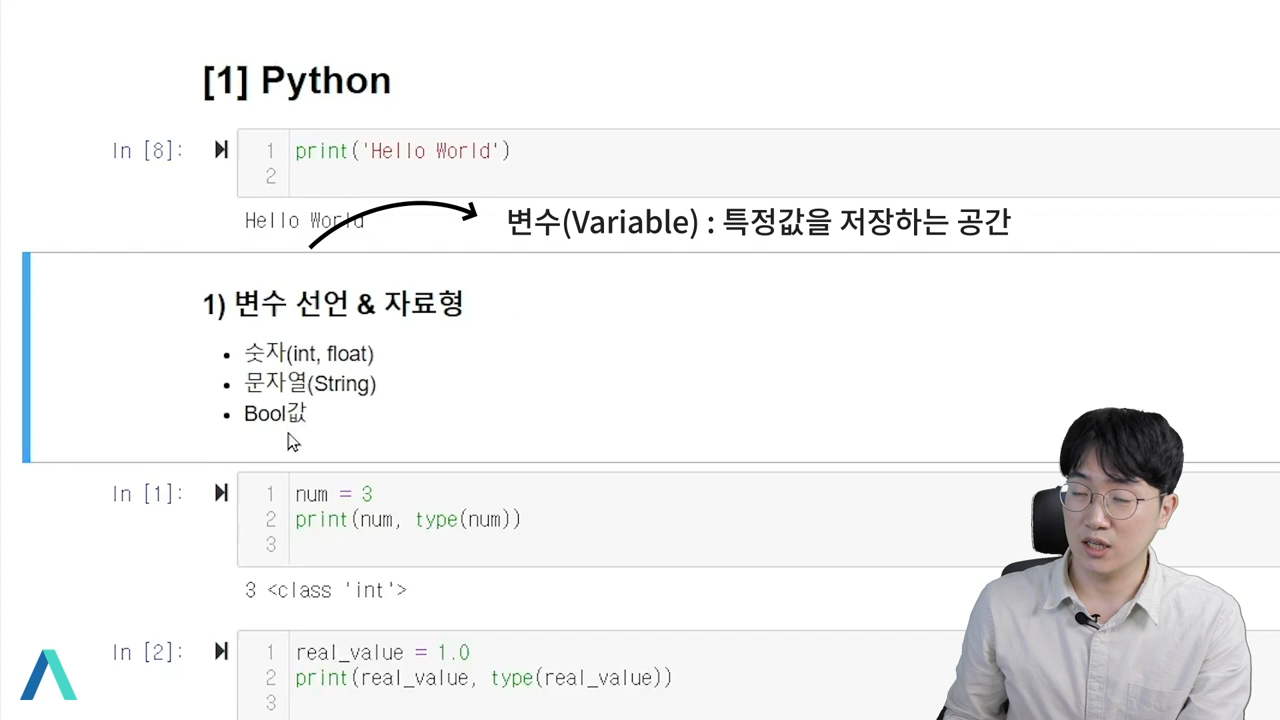 [1] Python
In [8]:
1 print('Hello World')
2
Hello World
변수(Variable) : 특정값을 저장하는 공간
1) 변수 선언 & 자료형
• 숫자(int, float)
• 문자열(String)
• Bool값
In [1]:
1 num = 3
2 print(num, type(num))
3
3 <class 'int'>
In [2]:
1 real_value = 1.0
2 print(real_value, type(real_value))
3